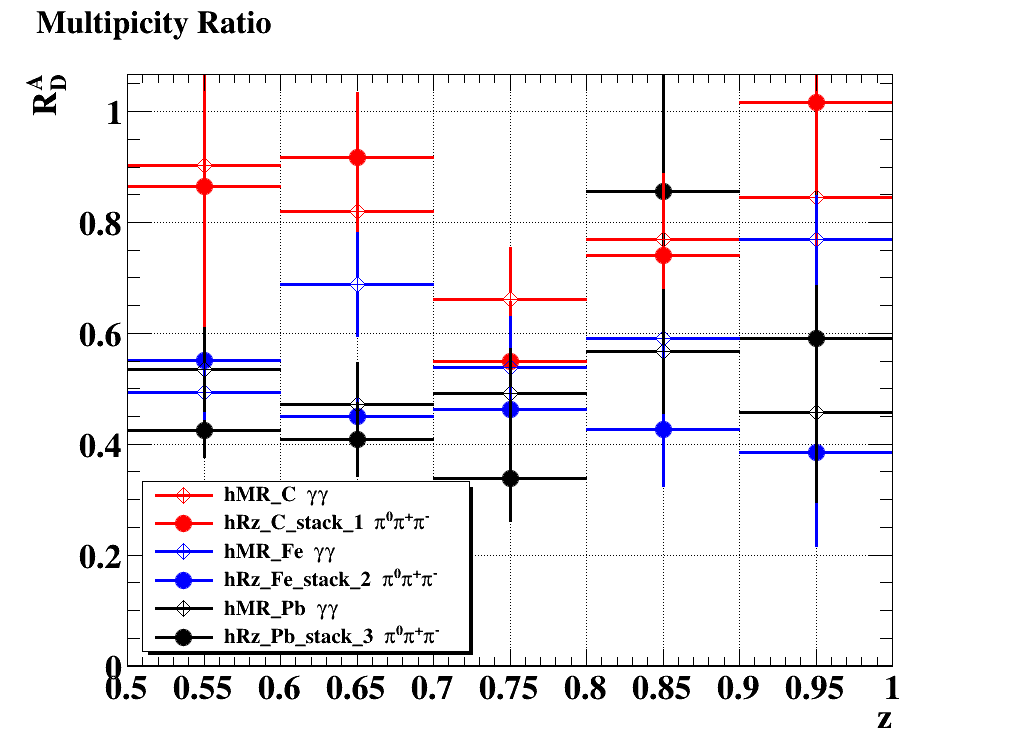 Multipicity Ratio
R_D^A
1
0.8
0.6
0.4
0.2
0
hMR_C γγ
hRz_C_stack_1 π⁰π⁺π⁻
hMR_Fe γγ
hRz_Fe_stack_2 π⁰π⁺π⁻
hMR_Pb γγ
hRz_Pb_stack_3 π⁰π⁺π⁻
0.5 0.55 0.6 0.65 0.7 0.75 0.8 0.85 0.9 0.95 1
z